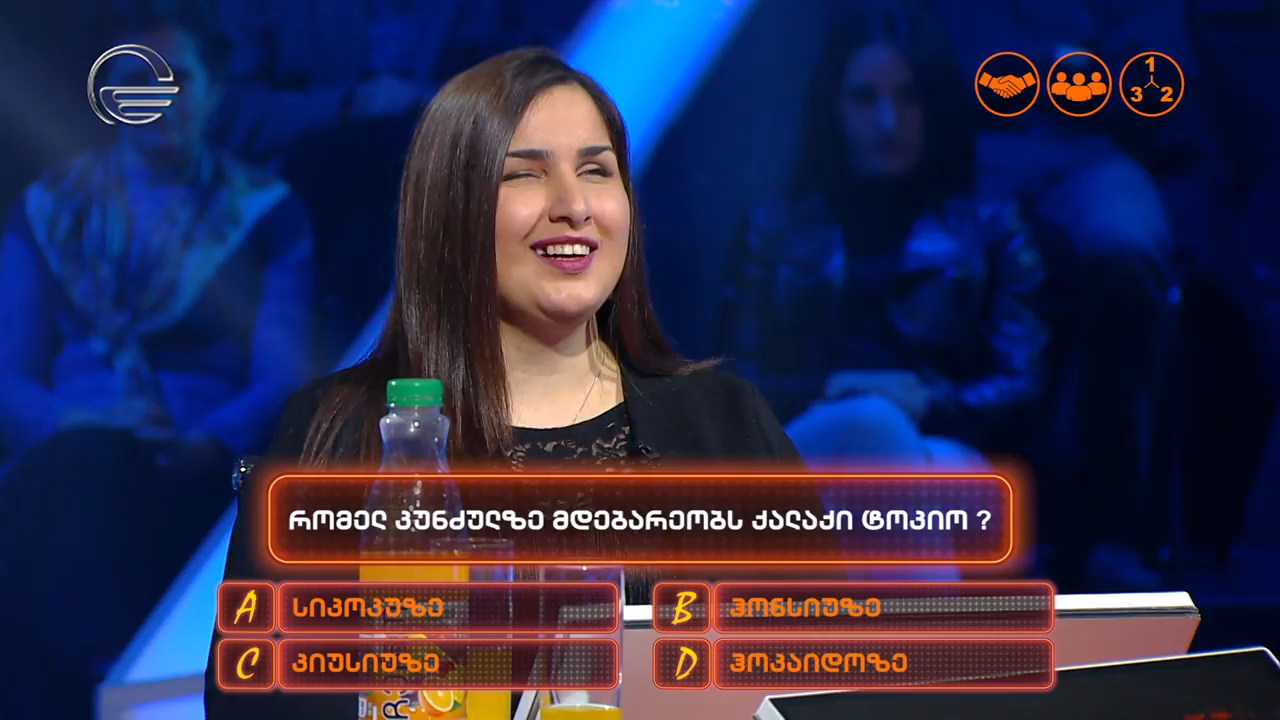 1
3 2
რომელ კუნძულზე მდებარეობს ქალაქი ტოკიო ?
A სიკოკუზე
B ჰონსიუზე
C კიუსიუზე
D ჰოკაიდოზე